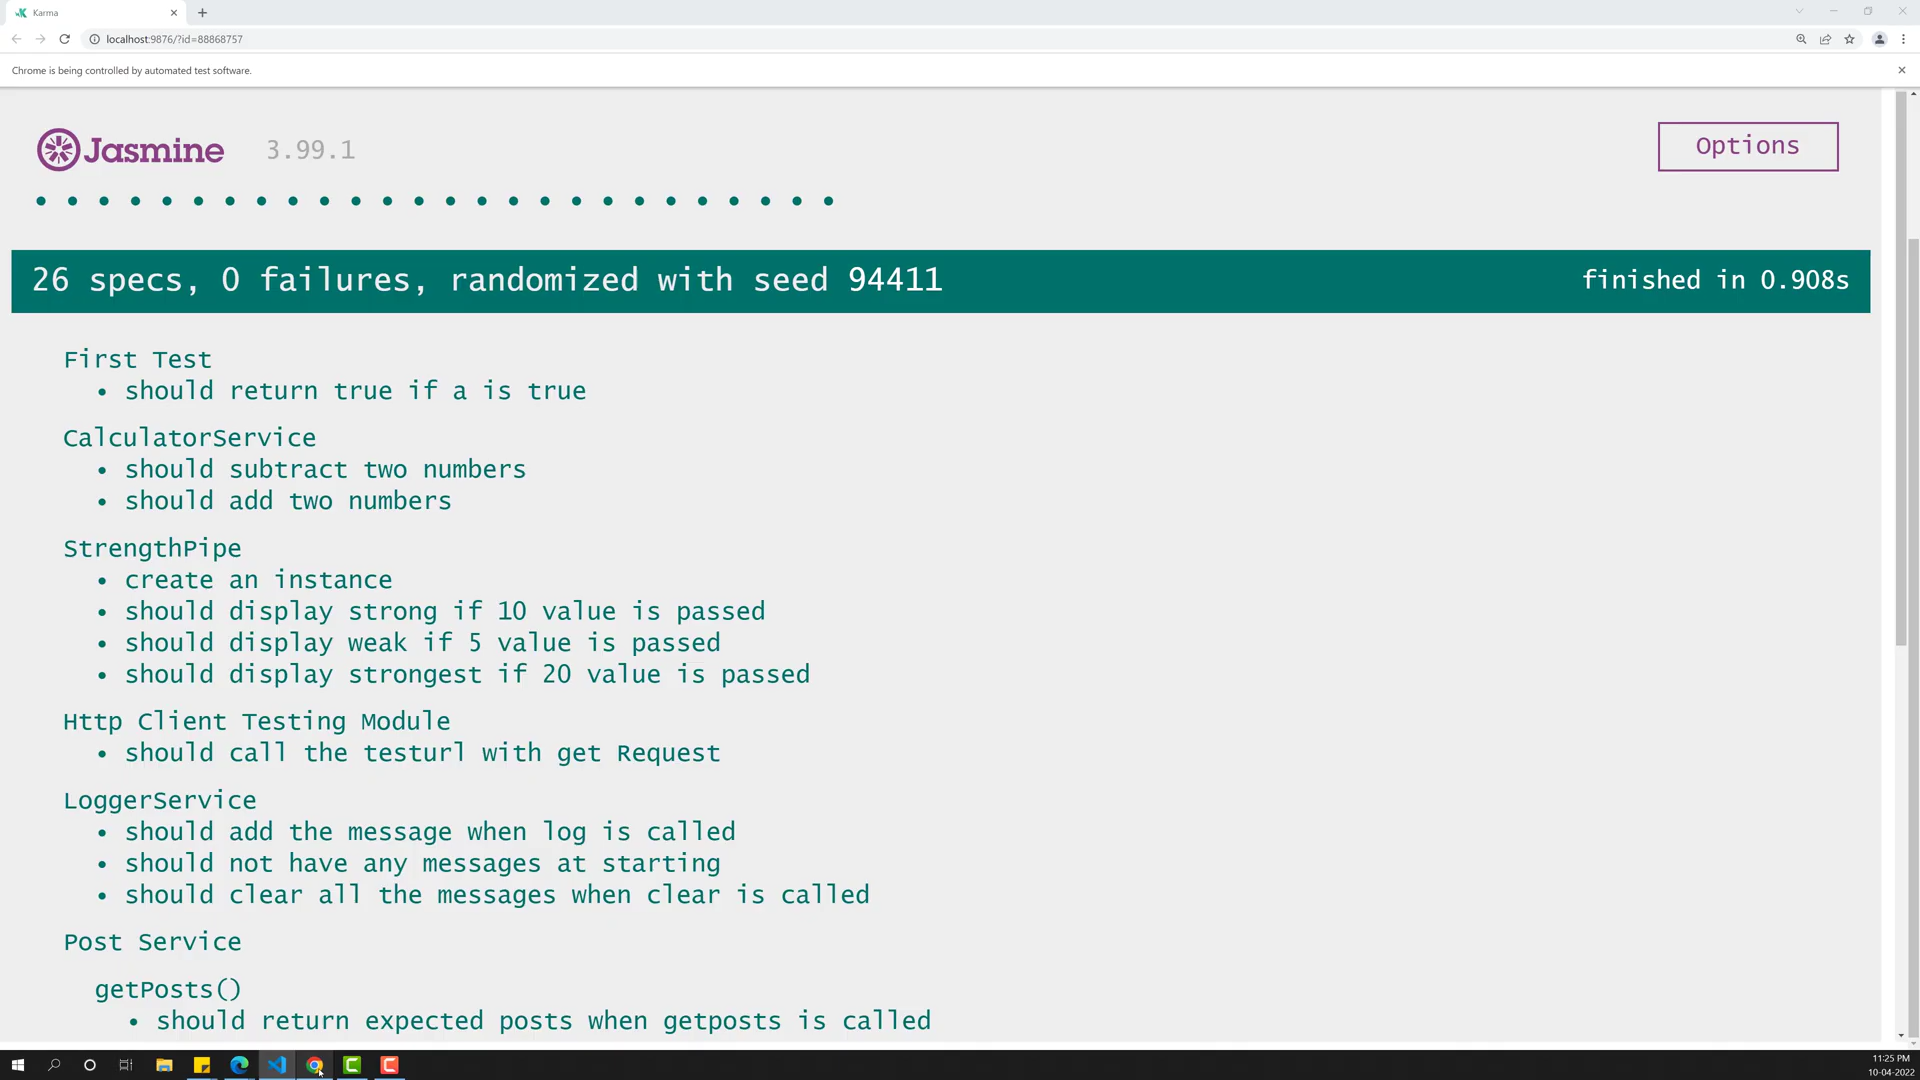 Karma
localhost:9876/?id=88868757
Chrome is being controlled by automated test software.
Jasmine 3.99.1 Options
26 specs, 0 failures, randomized with seed 94411 finished in 0.908s
First Test
• should return true if a is true
CalculatorService
• should subtract two numbers
• should add two numbers
StrengthPipe
• create an instance
• should display strong if 10 value is passed
• should display weak if 5 value is passed
• should display strongest if 20 value is passed
Http Client Testing Module
• should call the testurl with get Request
LoggerService
• should add the message when log is called
• should not have any messages at starting
• should clear all the messages when clear is called
Post Service
getPosts()
• should return expected posts when getposts is called
11:25 PM
10-04-2022